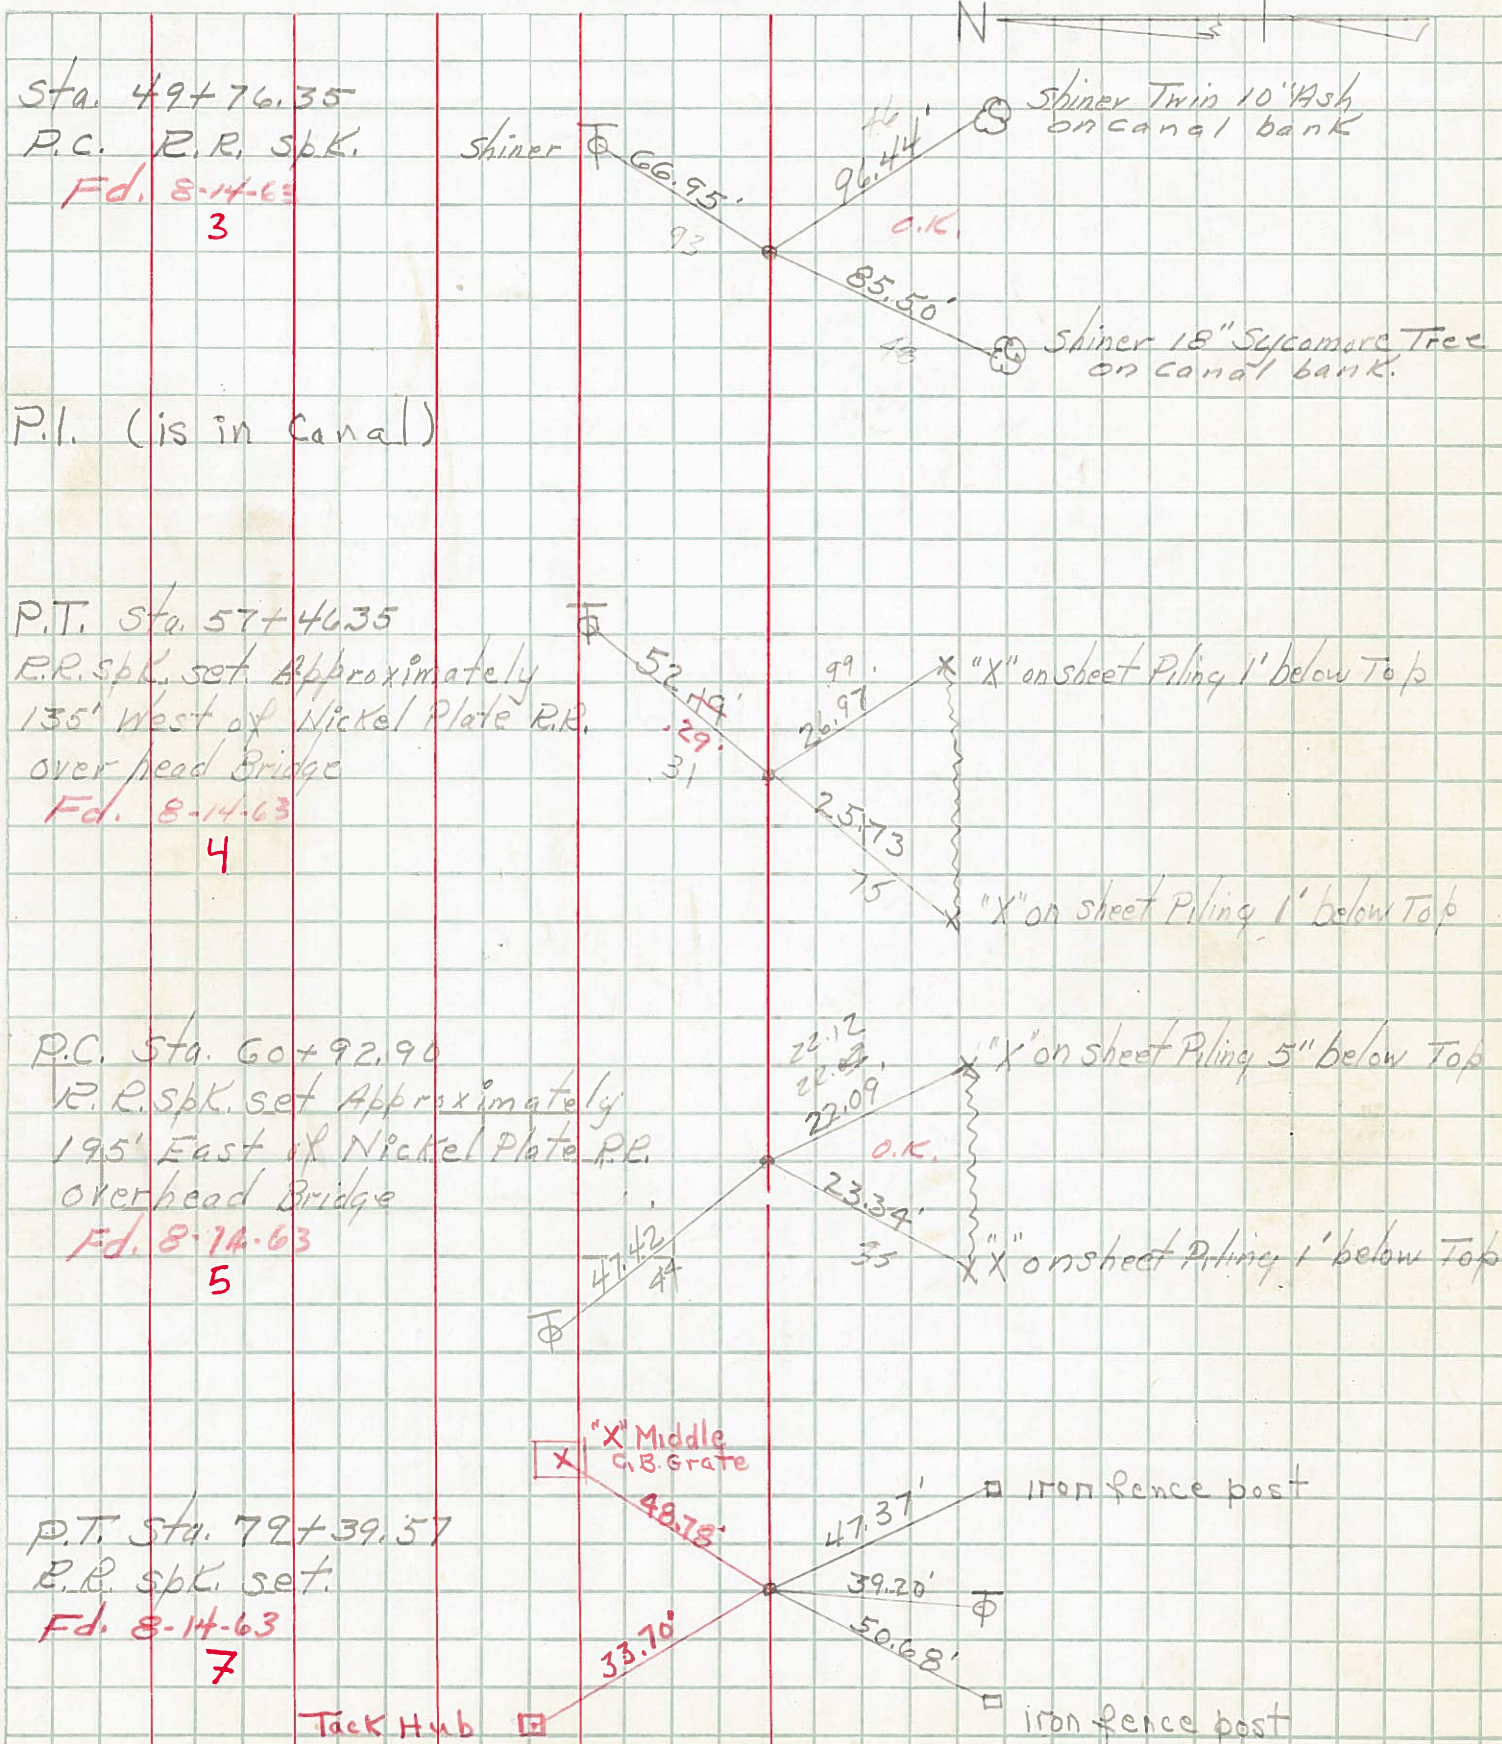 N
Sta. 49+76.35
P.C. R.R. Spk.
Fd. 8-14-63
3
Shiner
66.95'
93
46
96.44'
O.K.
Shiner Twin 10" Ash
on canal bank
85.50'
48
Shiner 18" Sycamore Tree
on canal bank.
P.I. (is in Canal)
P.T. Sta. 57+46.35
R.R. spk. set Approximately
135' West of Nickel Plate R.R.
over head Bridge
Fd. 8-14-63
4
52.49'
.29.
.31
99.
26.97
"X" on sheet Piling 1' below Top
25.73
75
"X" on sheet Piling 1' below Top
P.C. Sta. 60+92.90
R.R. spk. set Approximately
195' East of Nickel Plate R.R.
overhead Bridge
Fd. 8-14-63
5
22.12
22.09
"X" on sheet Piling 5" below Top
O.K.
23.34'
35
"X" on sheet Piling 1' below Top
47.42
44
"X" Middle
C.B. Grate
X
48.78'
P.T. Sta. 79+39.57
R.R. spk. set.
Fd. 8-14-63
7
47.37'
iron fence post
39.20'
50.68'
iron fence post
33.70'
Tack Hub